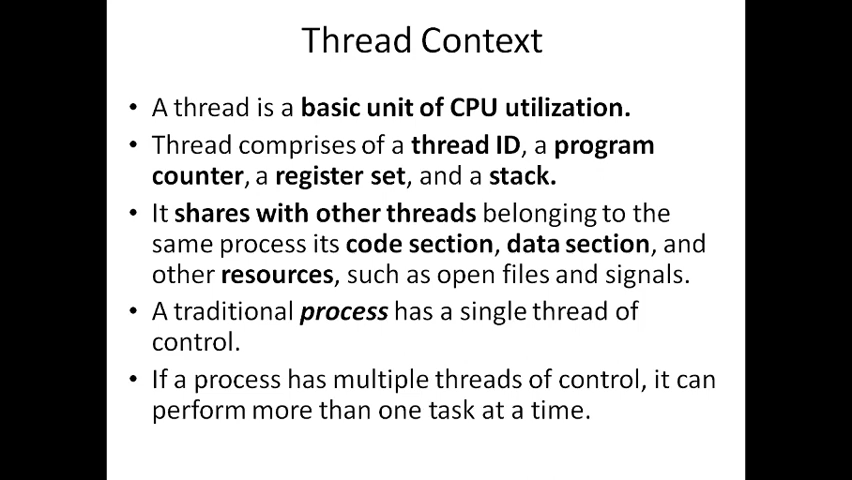 Thread Context
• A thread is a basic unit of CPU utilization.
• Thread comprises of a thread ID, a program
counter, a register set, and a stack.
• It shares with other threads belonging to the
same process its code section, data section, and
other resources, such as open files and signals.
• A traditional process has a single thread of
control.
• If a process has multiple threads of control, it can
perform more than one task at a time.